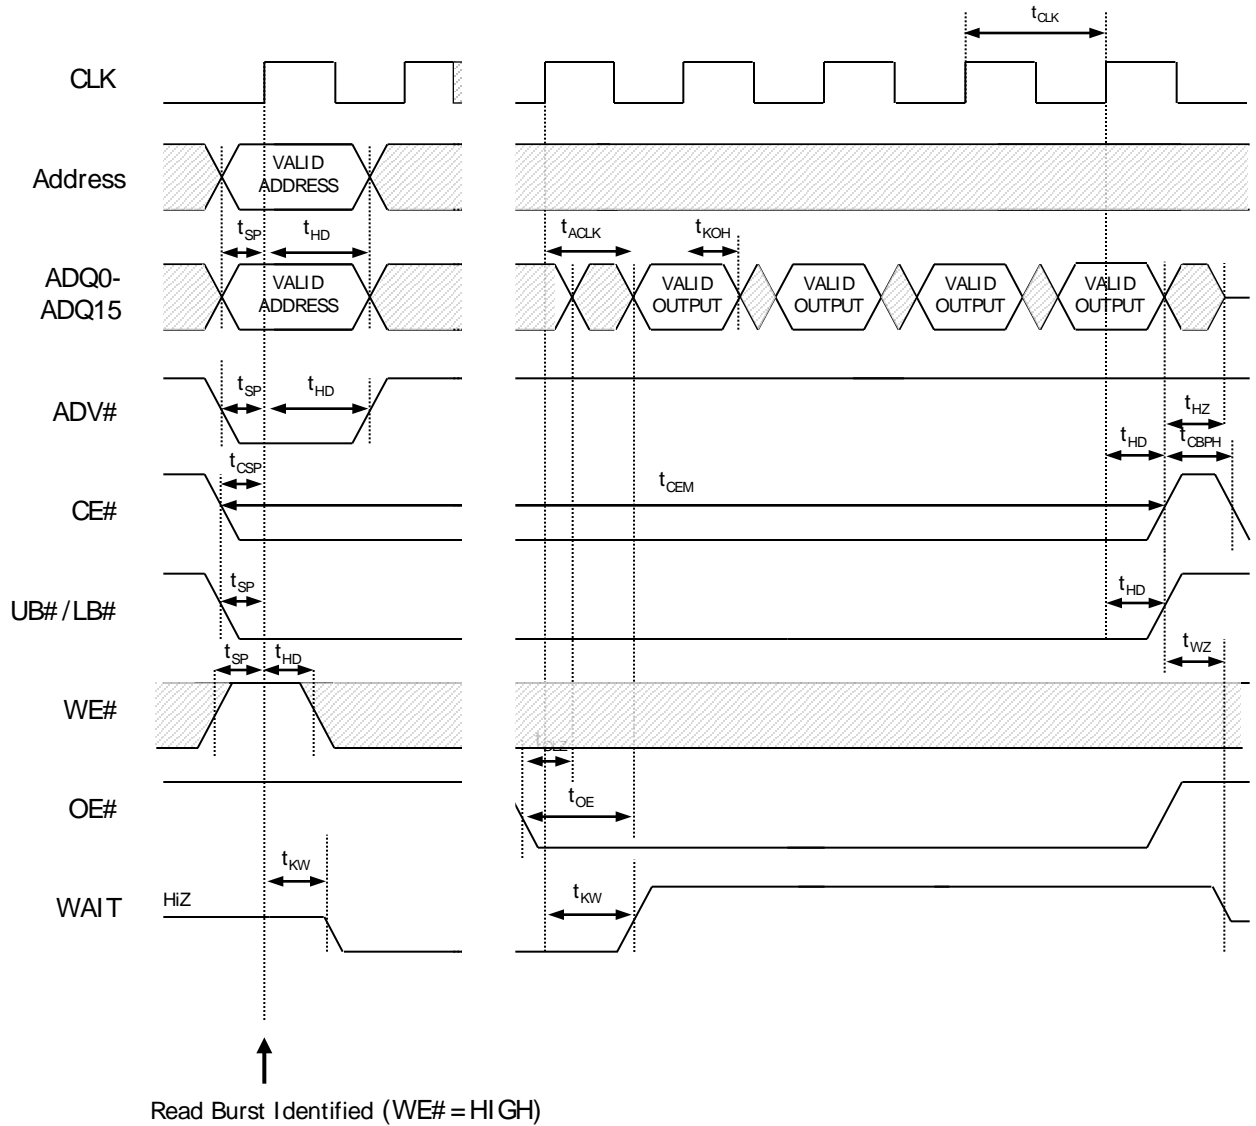 tCLK
CLK
VALID
ADDRESS
Address
tSP
tHD
tACLK
tKOH
ADQ0-
ADQ15
VALID
ADDRESS
VALID
OUTPUT
VALID
OUTPUT
VALID
OUTPUT
VALID
OUTPUT
ADV#
tSP
tHD
tHZ
tHD
tCBPH
CE#
tCSP
tCEM
UB# / LB#
tSP
tHD
tSP
tHD
tWZ
WE#
OE#
tOE
WAIT
HiZ
tKW
tKW
Read Burst Identified (WE# = HIGH)